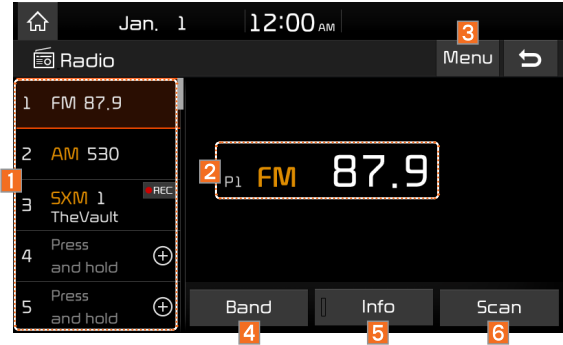 Jan. 1 12:00 AM
3
Radio Menu
1 FM 87.9
2 AM 530
1
3 SXM 1 REC
TheVault
4 Press
and hold
5 Press
and hold
2 P1 FM 87.9
Band Info Scan
4 5 6